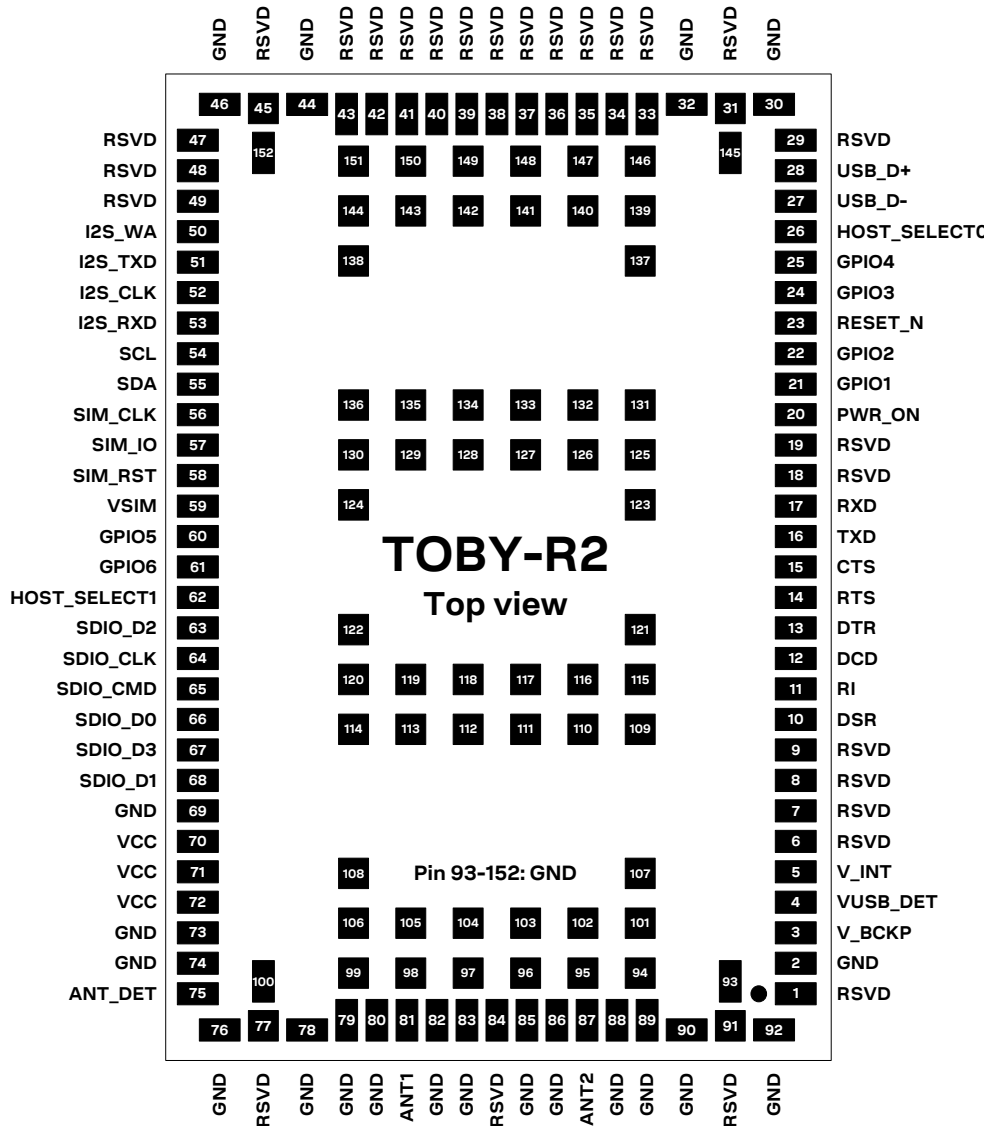 GND RSVD GND RSVD RSVD RSVD RSVD RSVD RSVD RSVD RSVD RSVD RSVD RSVD GND RSVD GND
46 45 44 43 42 41 40 39 38 37 36 35 34 33 32 31 30
RSVD 47 152 151 150 149 148 147 146 145 29 RSVD
RSVD 48 28 USB_D+
RSVD 49 144 143 142 141 140 139 27 USB_D-
I2S_WA 50 26 HOST_SELECT0
I2S_TXD 51 138 137 25 GPIO4
I2S_CLK 52 24 GPIO3
I2S_RXD 53 23 RESET_N
SCL 54 22 GPIO2
SDA 55 21 GPIO1
SIM_CLK 56 136 135 134 133 132 131 20 PWR_ON
SIM_IO 57 130 129 128 127 126 125 19 RSVD
SIM_RST 58 18 RSVD
VSIM 59 124 123 17 RXD
GPIO5 60 16 TXD
TOBY-R2
GPIO6 61 15 CTS
HOST_SELECT1 62 14 RTS
Top view
SDIO_D2 63 122 121 13 DTR
SDIO_CLK 64 12 DCD
SDIO_CMD 65 120 119 118 117 116 115 11 RI
SDIO_D0 66 114 113 112 111 110 109 10 DSR
SDIO_D3 67 9 RSVD
SDIO_D1 68 8 RSVD
GND 69 7 RSVD
VCC 70 6 RSVD
VCC 71 108 Pin 93-152: GND 107 5 V_INT
VCC 72 4 VUSB_DET
GND 73 106 105 104 103 102 101 3 V_BCKP
GND 74 99 98 97 96 95 94 2 GND
ANT_DET 75 100 93 1 RSVD
76 77 78 79 80 81 82 83 84 85 86 87 88 89 90 91 92
GND RSVD GND GND GND ANT1 GND GND RSVD GND GND ANT2 GND GND GND RSVD GND